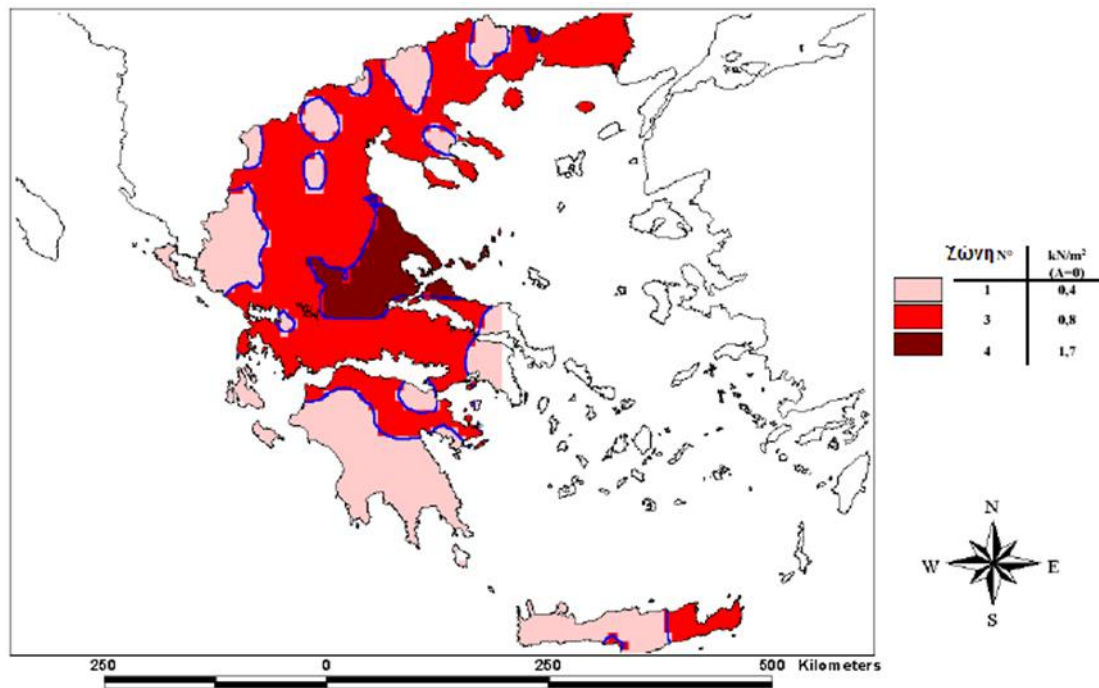 Ζώνη N° kN/m² (A=0)
1 0,4
3 0,8
4 1,7
N
W E
S
250 0 250 500 Kilometers